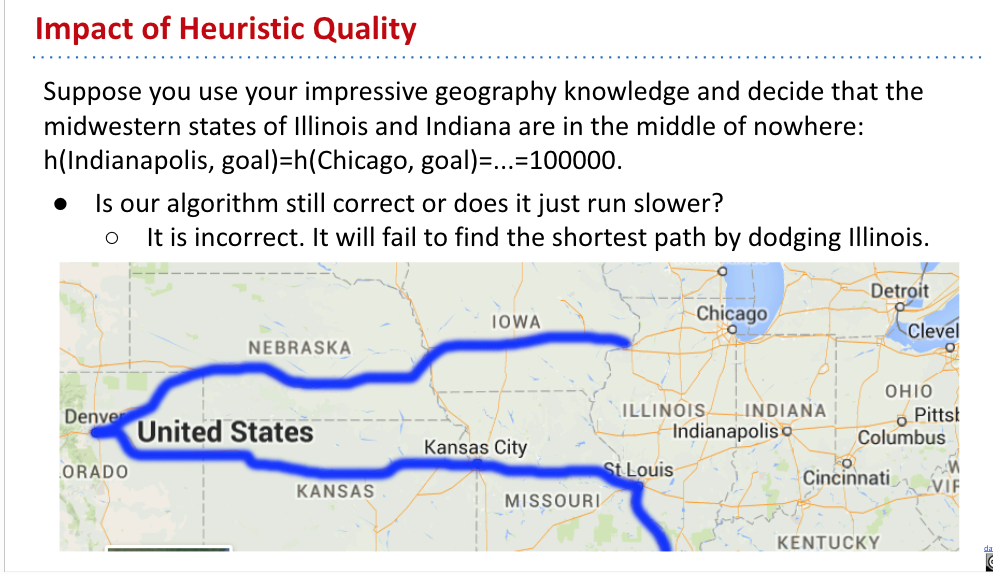 Impact of Heuristic Quality
Suppose you use your impressive geography knowledge and decide that the
midwestern states of Illinois and Indiana are in the middle of nowhere:
h(Indianapolis, goal)=h(Chicago, goal)=...=100000.
● Is our algorithm still correct or does it just run slower?
○ It is incorrect. It will fail to find the shortest path by dodging Illinois.
Detroit
Chicago
IOWA
Clevel
NEBRASKA
OHIO
Denver
ILLINOIS
INDIANA
Pittsb
United States
Indianapolis
Columbus
Kansas City
ORADO
St Louis
Cincinnati
W
VIR
KANSAS
MISSOURI
KENTUCKY
da